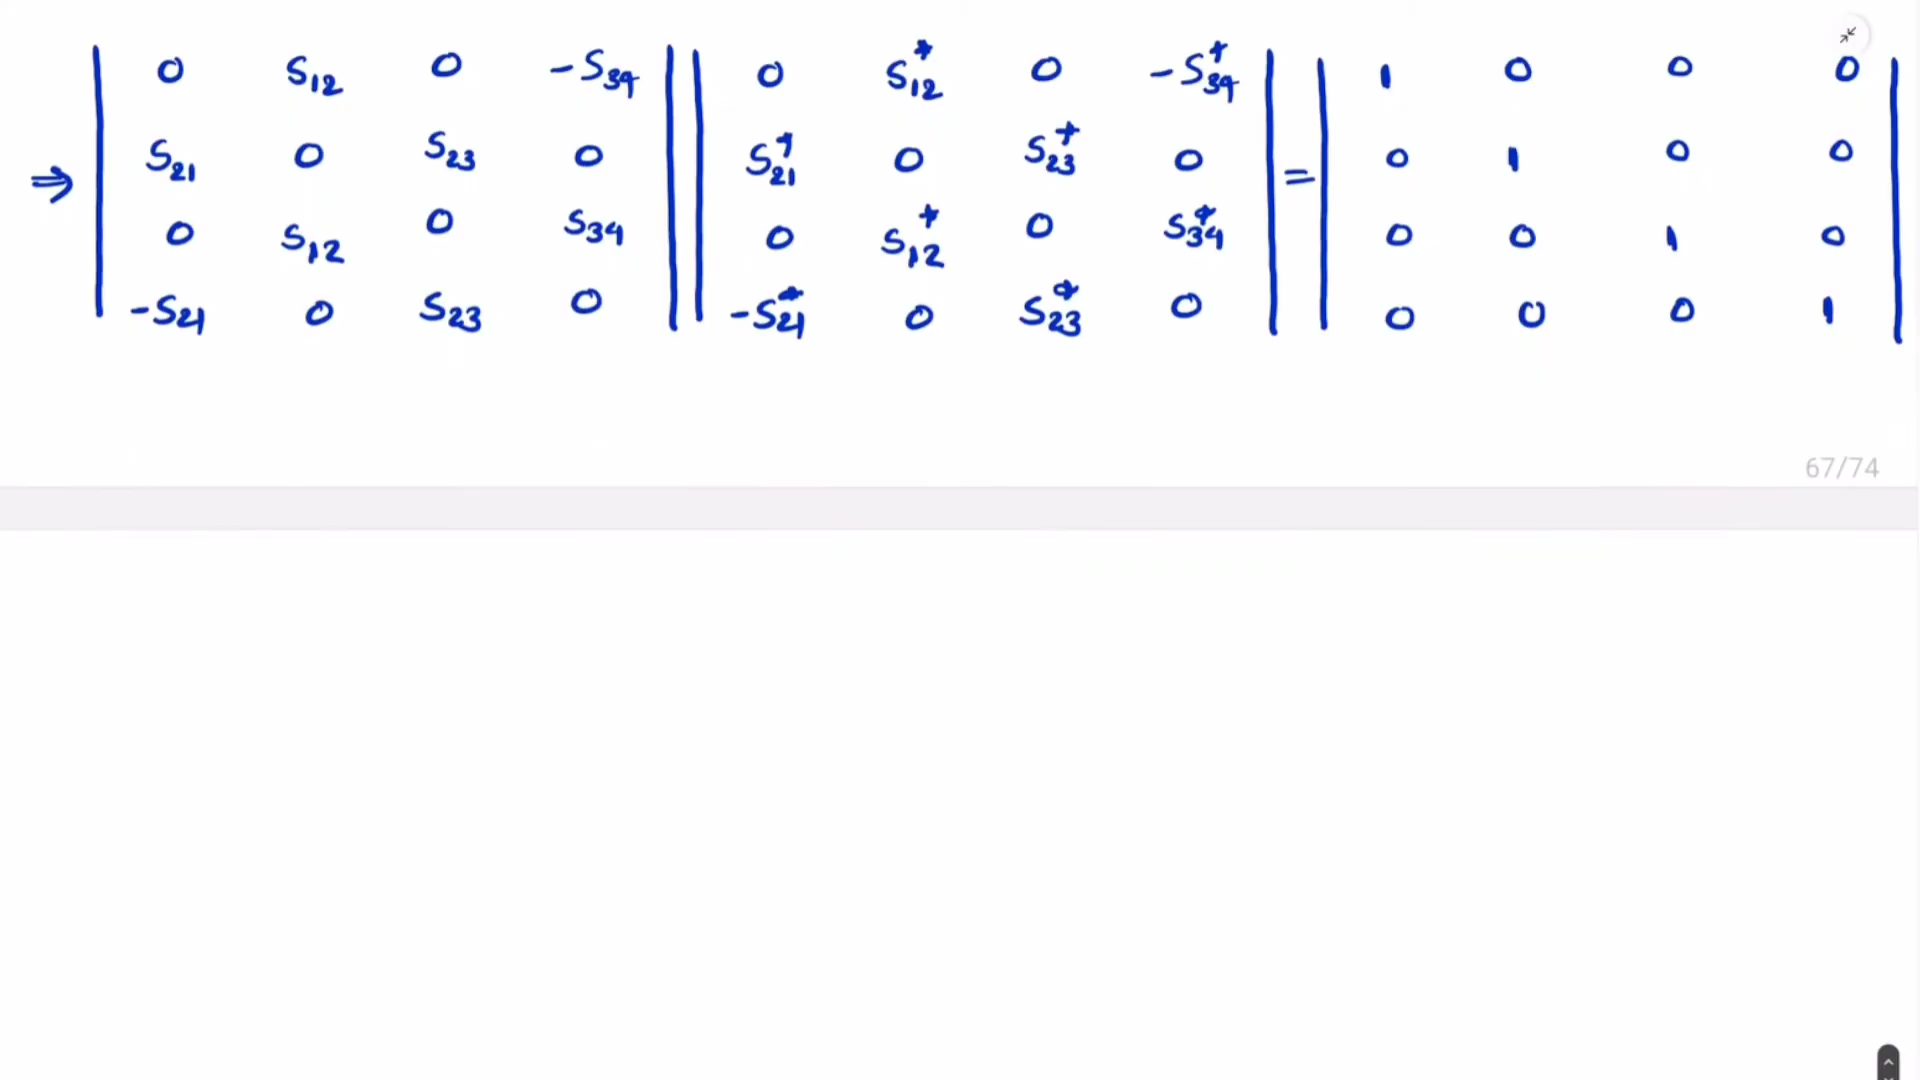 ⇒ | 0 S₁₂ 0 -S₃₄ | | 0 S₁₂* 0 -S₃₄* | = | 1 0 0 0 |
| S₂₁ 0 S₂₃ 0 | | S₂₁* 0 S₂₃* 0 | | 0 1 0 0 |
| 0 S₁₂ 0 S₃₄ | | 0 S₁₂* 0 S₃₄* | | 0 0 1 0 |
| -S₂₁ 0 S₂₃ 0 | | -S₂₁* 0 S₂₃* 0 | | 0 0 0 1 |
67/74